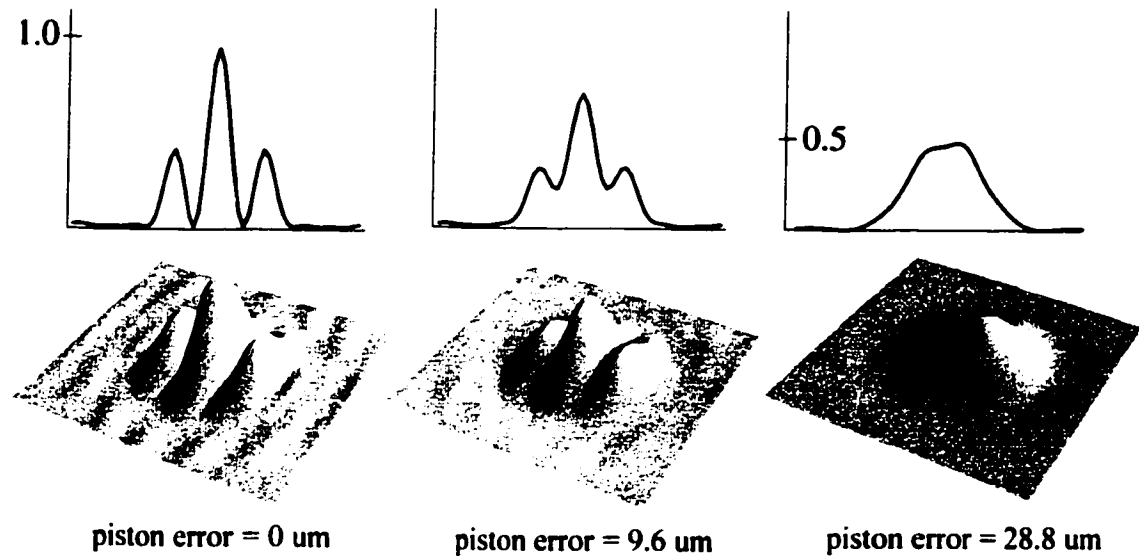 1.0
0.5
piston error = 0 um
piston error = 9.6 um
piston error = 28.8 um